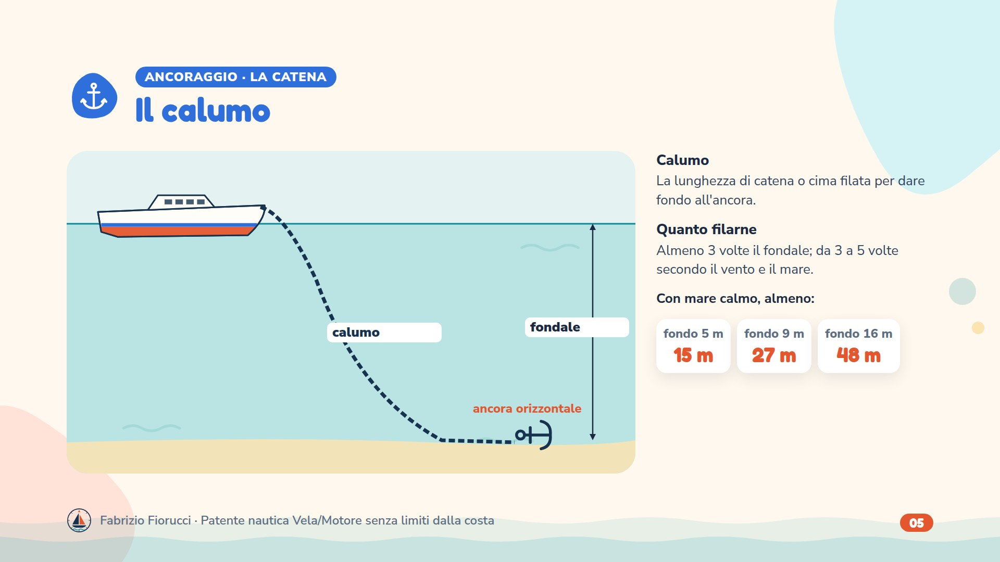 ANCORAGGIO · LA CATENA
Il calumo
calumo
fondale
ancora orizzontale
Calumo
La lunghezza di catena o cima filata per dare
fondo all'ancora.
Quanto filarne
Almeno 3 volte il fondale; da 3 a 5 volte
secondo il vento e il mare.
Con mare calmo, almeno:
fondo 5 m
15 m
fondo 9 m
27 m
fondo 16 m
48 m
Fabrizio Fiorucci · Patente nautica Vela/Motore senza limiti dalla costa
05